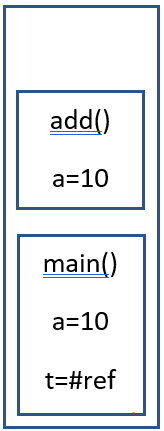 add()
a=10
main()
a=10
t=#ref